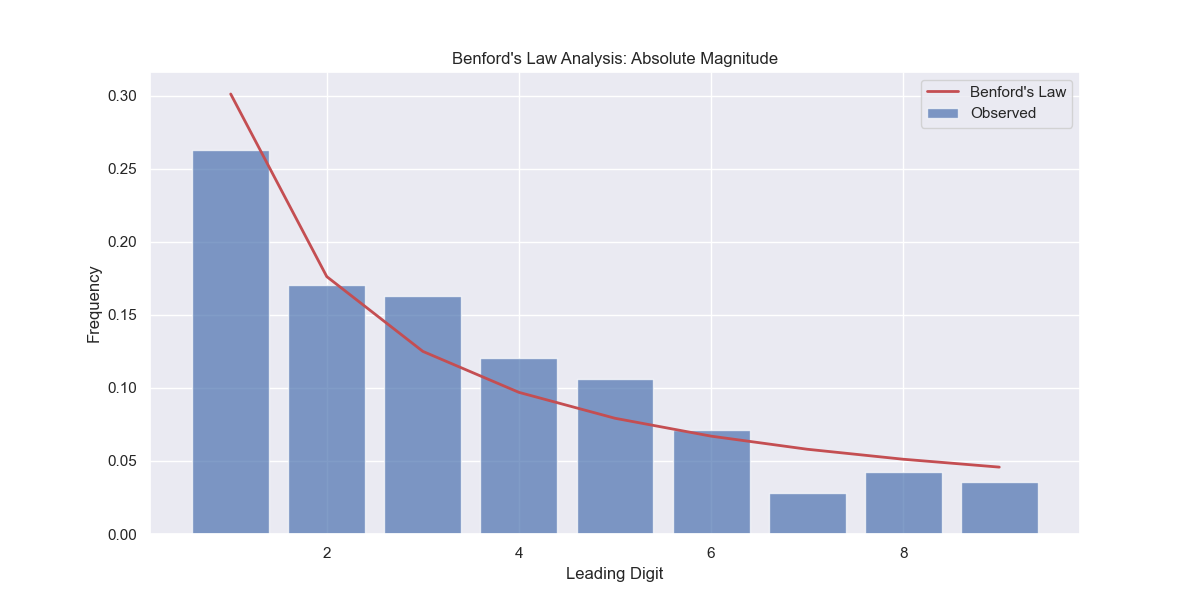 Benford's Law Analysis: Absolute Magnitude
Benford's Law
Observed
Frequency
0.30
0.25
0.20
0.15
0.10
0.05
0.00
2 4 6 8
Leading Digit